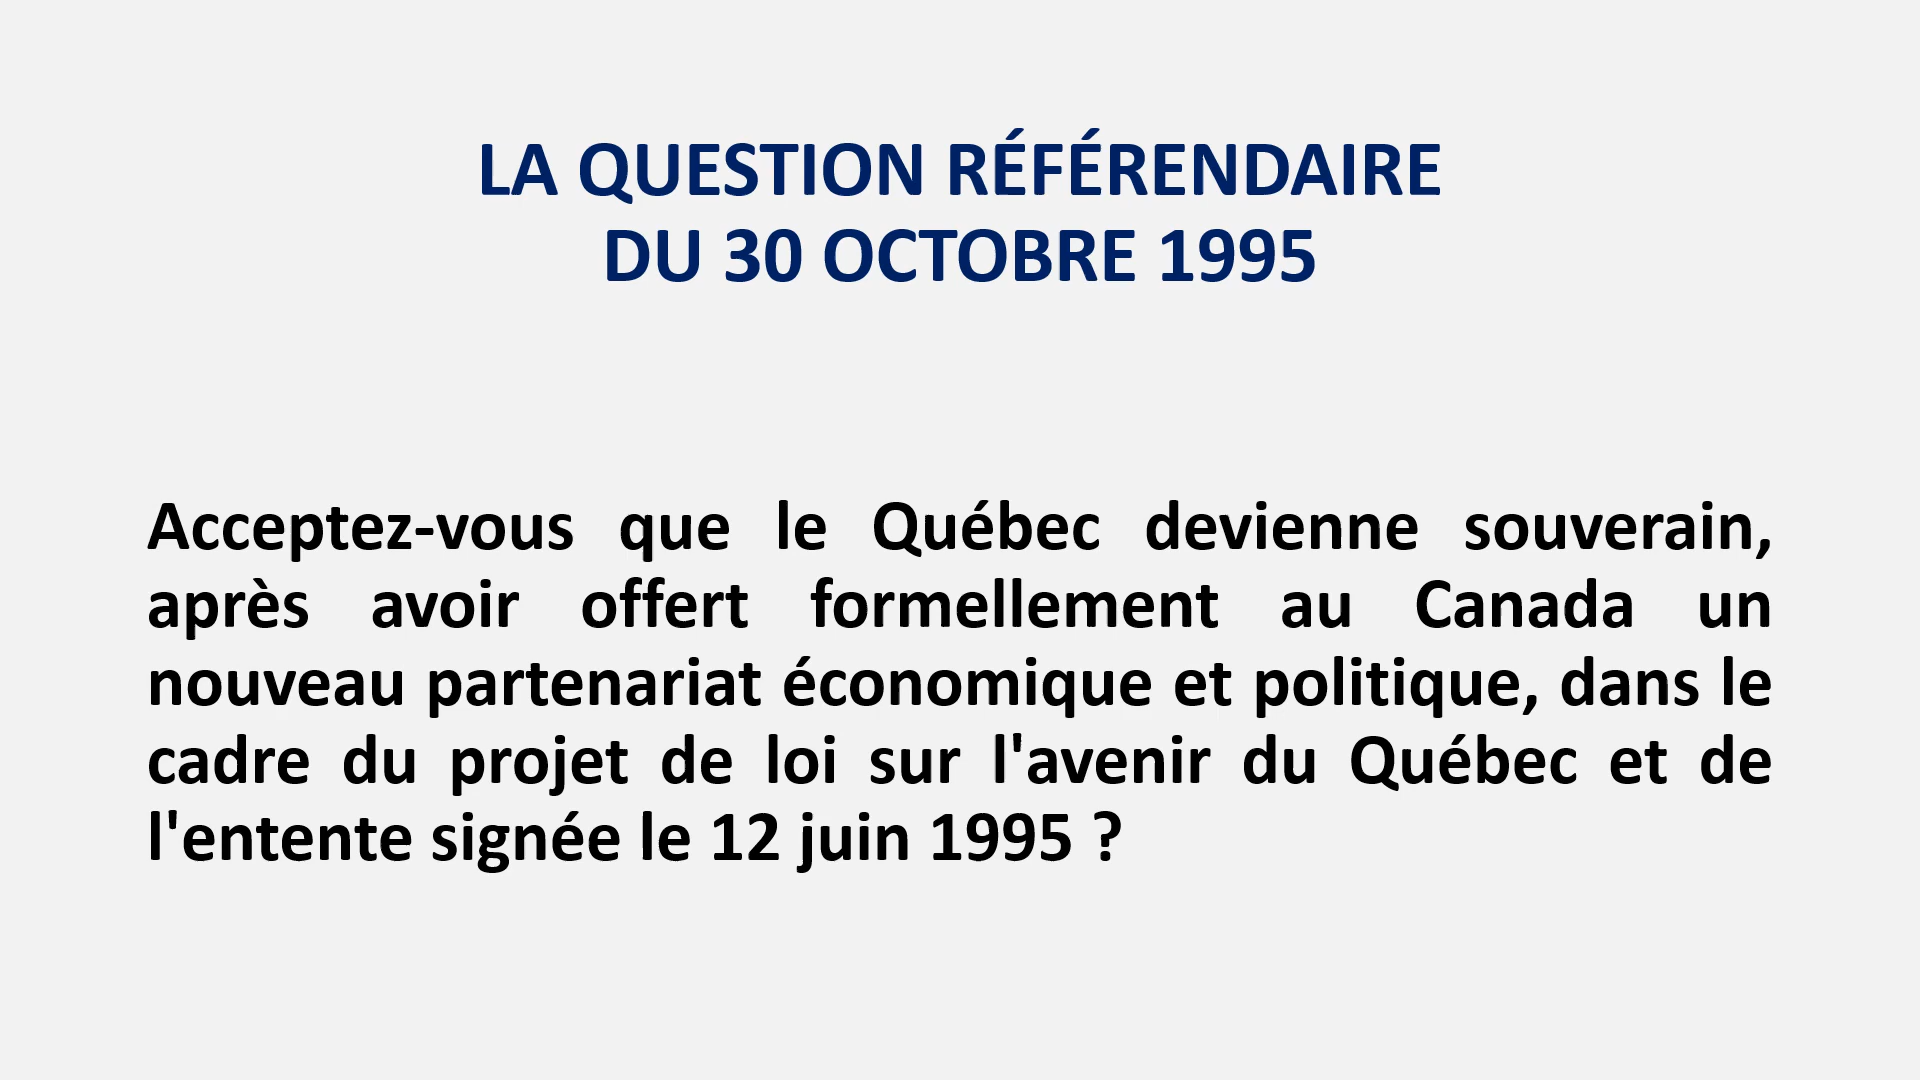 LA QUESTION RÉFÉRENDAIRE
DU 30 OCTOBRE 1995
Acceptez-vous que le Québec devienne souverain,
après avoir offert formellement au Canada un
nouveau partenariat économique et politique, dans le
cadre du projet de loi sur l'avenir du Québec et de
l'entente signée le 12 juin 1995 ?